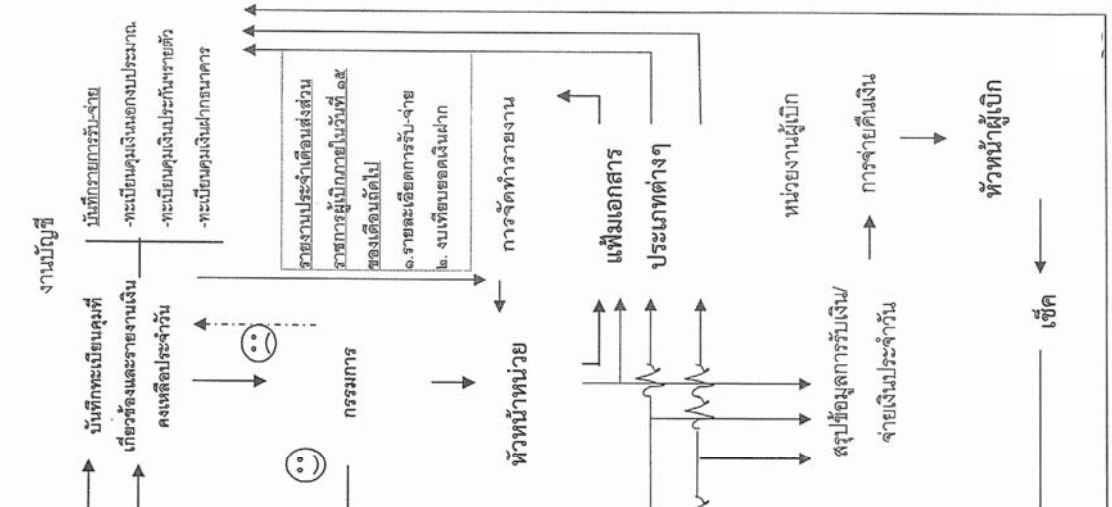 งานบัญชี
บันทึกทะเบียนคุมที่
เกี่ยวข้องและรายงานเงิน
คงเหลือประจำวัน
บันทึกรายการรับ-จ่าย
-ทะเบียนคุมเงินนอกงบประมาณ
-ทะเบียนคุมเงินประกันฯรายตัว
-ทะเบียนคุมเงินฝากธนาคาร
กรรมการ
รายงานประจำเดือนส่งส่วน
ราชการผู้เบิกภายในวันที่ ๑๕
ของเดือนถัดไป
๑.รายละเอียดการรับ-จ่าย
๒. งบเทียบยอดเงินฝาก
หัวหน้าหน่วย
การจัดทำรายงาน
แฟ้มเอกสาร
ประเภทต่างๆ
สรุปข้อมูลการรับเงิน/
จ่ายเงินประจำวัน
หน่วยงานผู้เบิก
การจ่ายคืนเงิน
หัวหน้าผู้เบิก
เช็ค